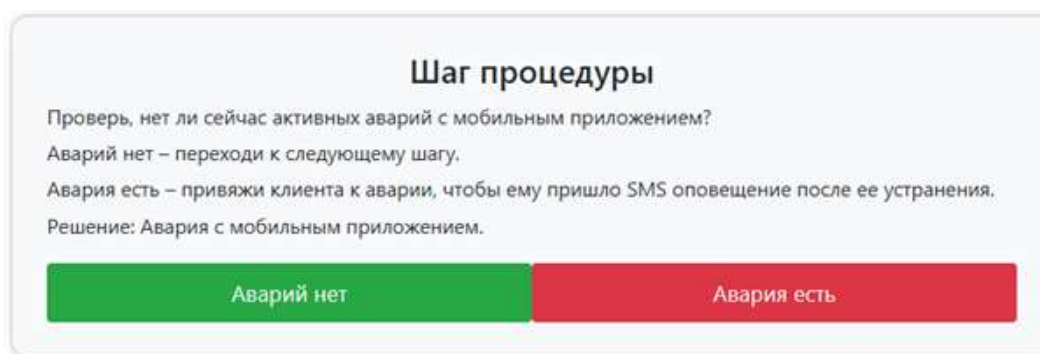 Шаг процедуры
Проверь, нет ли сейчас активных аварий с мобильным приложением?
Аварий нет – переходи к следующему шагу.
Авария есть – привяжи клиента к аварии, чтобы ему пришло SMS оповещение после ее устранения.
Решение: Авария с мобильным приложением.
Аварий нет
Авария есть